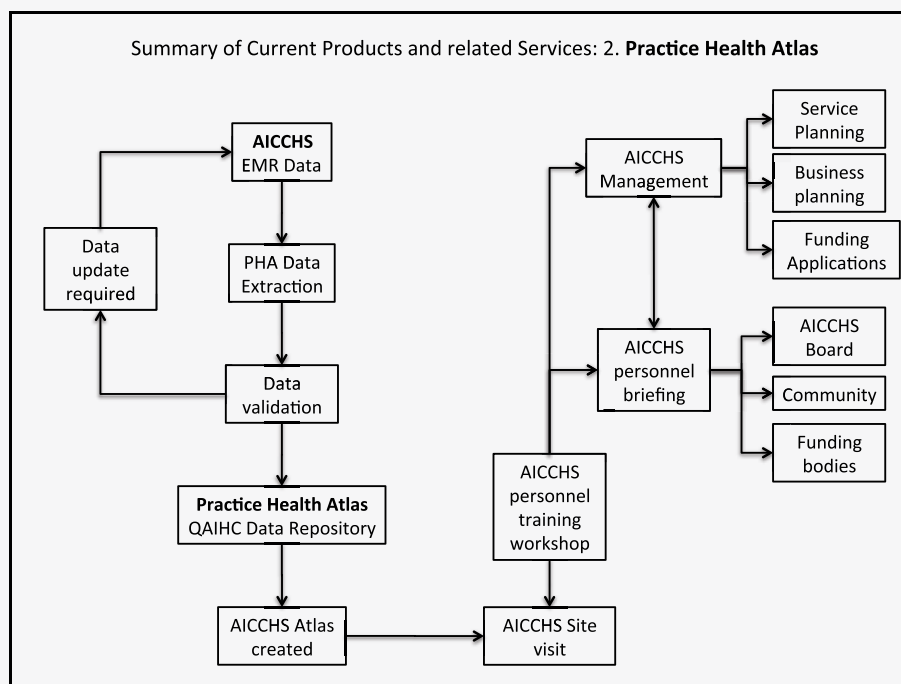 Summary of Current Products and related Services: 2. Practice Health Atlas
AICCHS
EMR Data
Data
update
required
PHA Data
Extraction
Data
validation
Practice Health Atlas
QAIHC Data Repository
AICCHS Atlas
created
AICCHS Site
visit
AICCHS
personnel
training
workshop
AICCHS
Management
AICCHS
personnel
briefing
Service
Planning
Business
planning
Funding
Applications
AICCHS
Board
Community
Funding
bodies